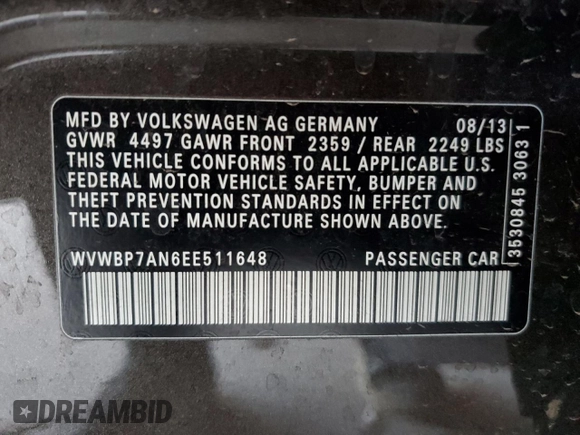 MFD BY VOLKSWAGEN AG GERMANY 08/13
GVWR 4497 GAWR FRONT 2359 / REAR 2249 LBS
THIS VEHICLE CONFORMS TO ALL APPLICABLE U.S.
FEDERAL MOTOR VEHICLE SAFETY, BUMPER AND
THEFT PREVENTION STANDARDS IN EFFECT ON
THE DATE OF MANUFACTURE SHOWN ABOVE.
WVWBP7AN6EE511648 PASSENGER CAR
3530845 30631
DREAMBID